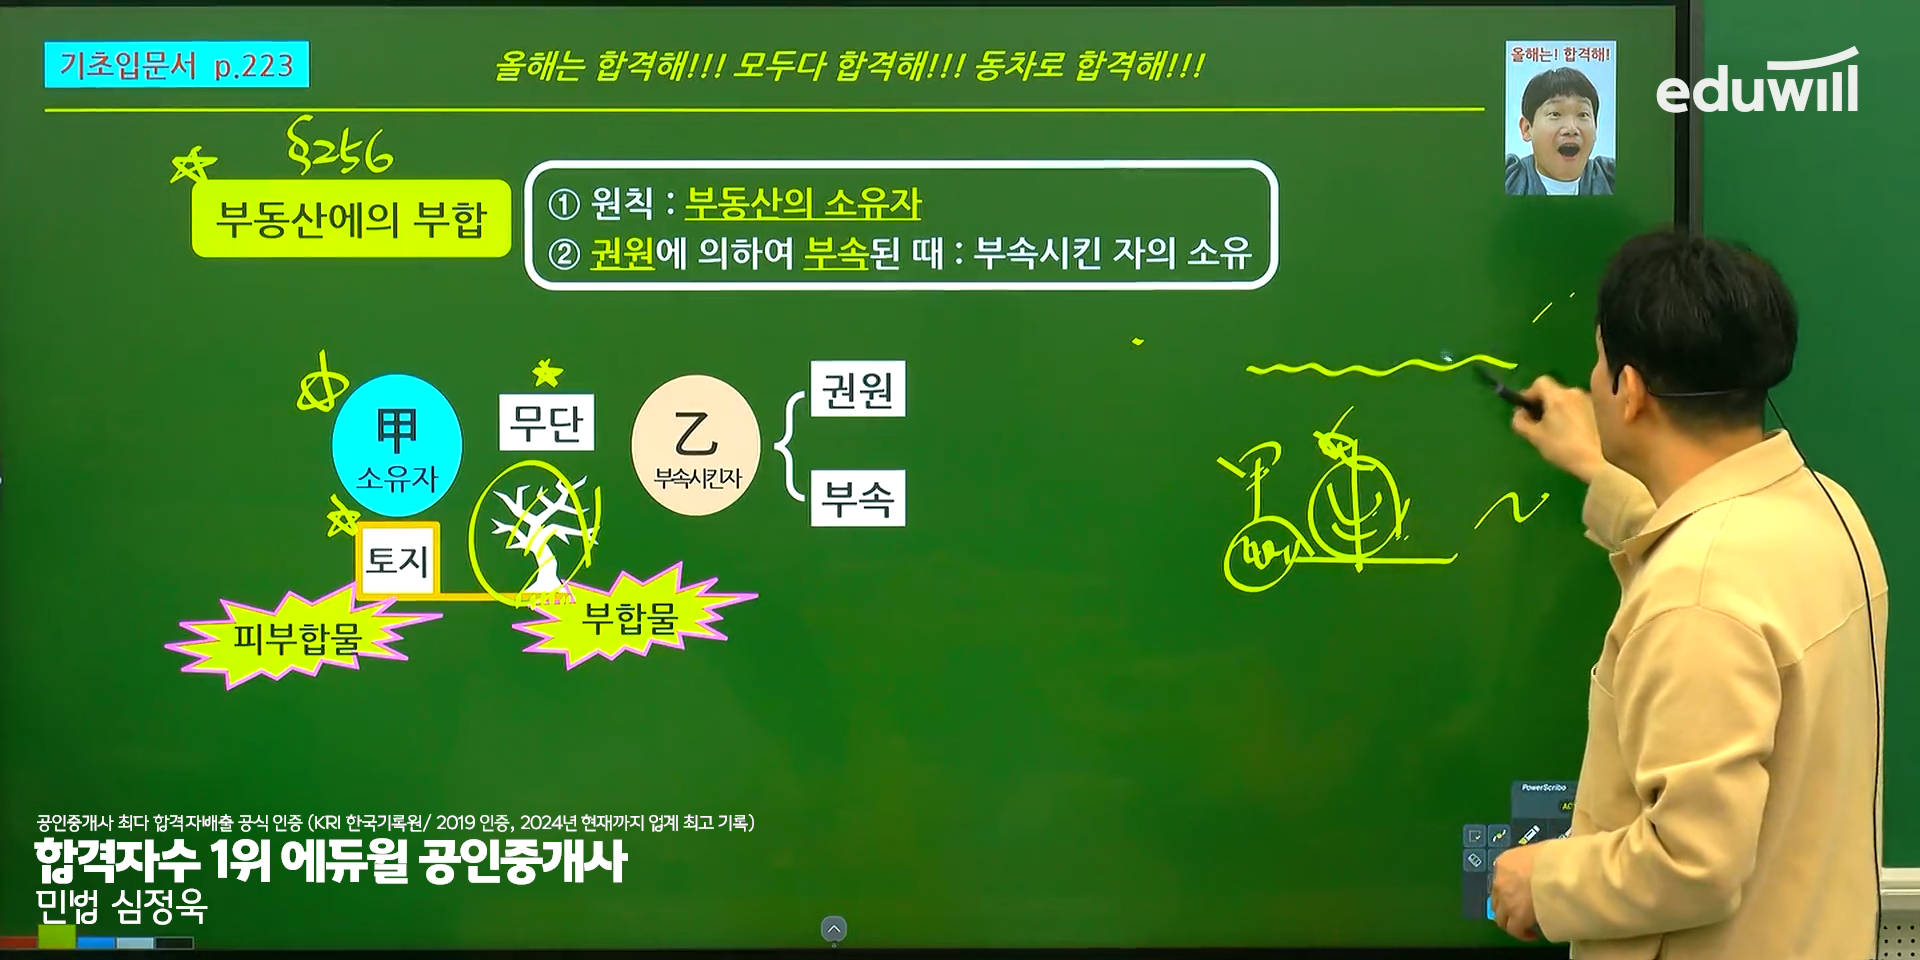 기초입문서 p.223
올해는 합격해!!! 모두다 합격해!!! 동차로 합격해!!!
올해는! 합격해!
eduwill
§256
부동산에의 부합
① 원칙 : 부동산의 소유자
② 권원에 의하여 부속된 때 : 부속시킨 자의 소유
甲
소유자
무단
乙
부속시킨자
권원
부속
토지
피부합물
부합물
甲
PowerScribo
공인중개사 최다 합격자배출 공식 인증 (KRI 한국기록원/ 2019 인증, 2024년 현재까지 업계 최고 기록)
합격자수 1위 에듀윌 공인중개사
민법 심정욱